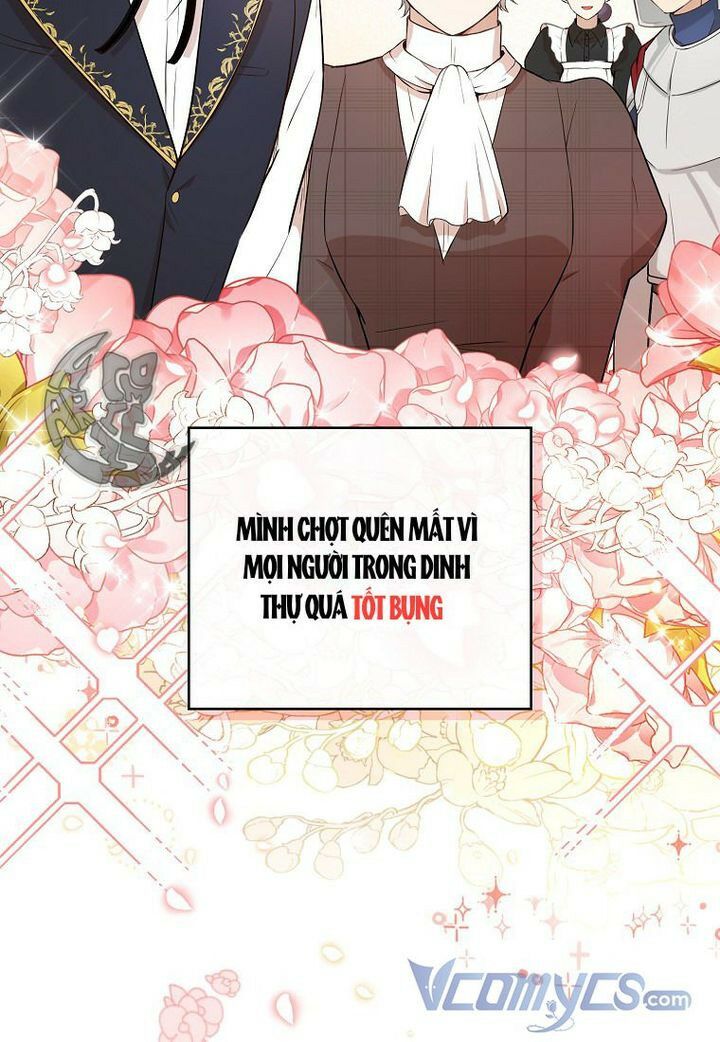 MÌNH CHỢT QUÊN MẤT VÌ
MỌI NGƯỜI TRONG DINH
THỰ QUÁ TỐT BỤNG
VCOMYCS.com